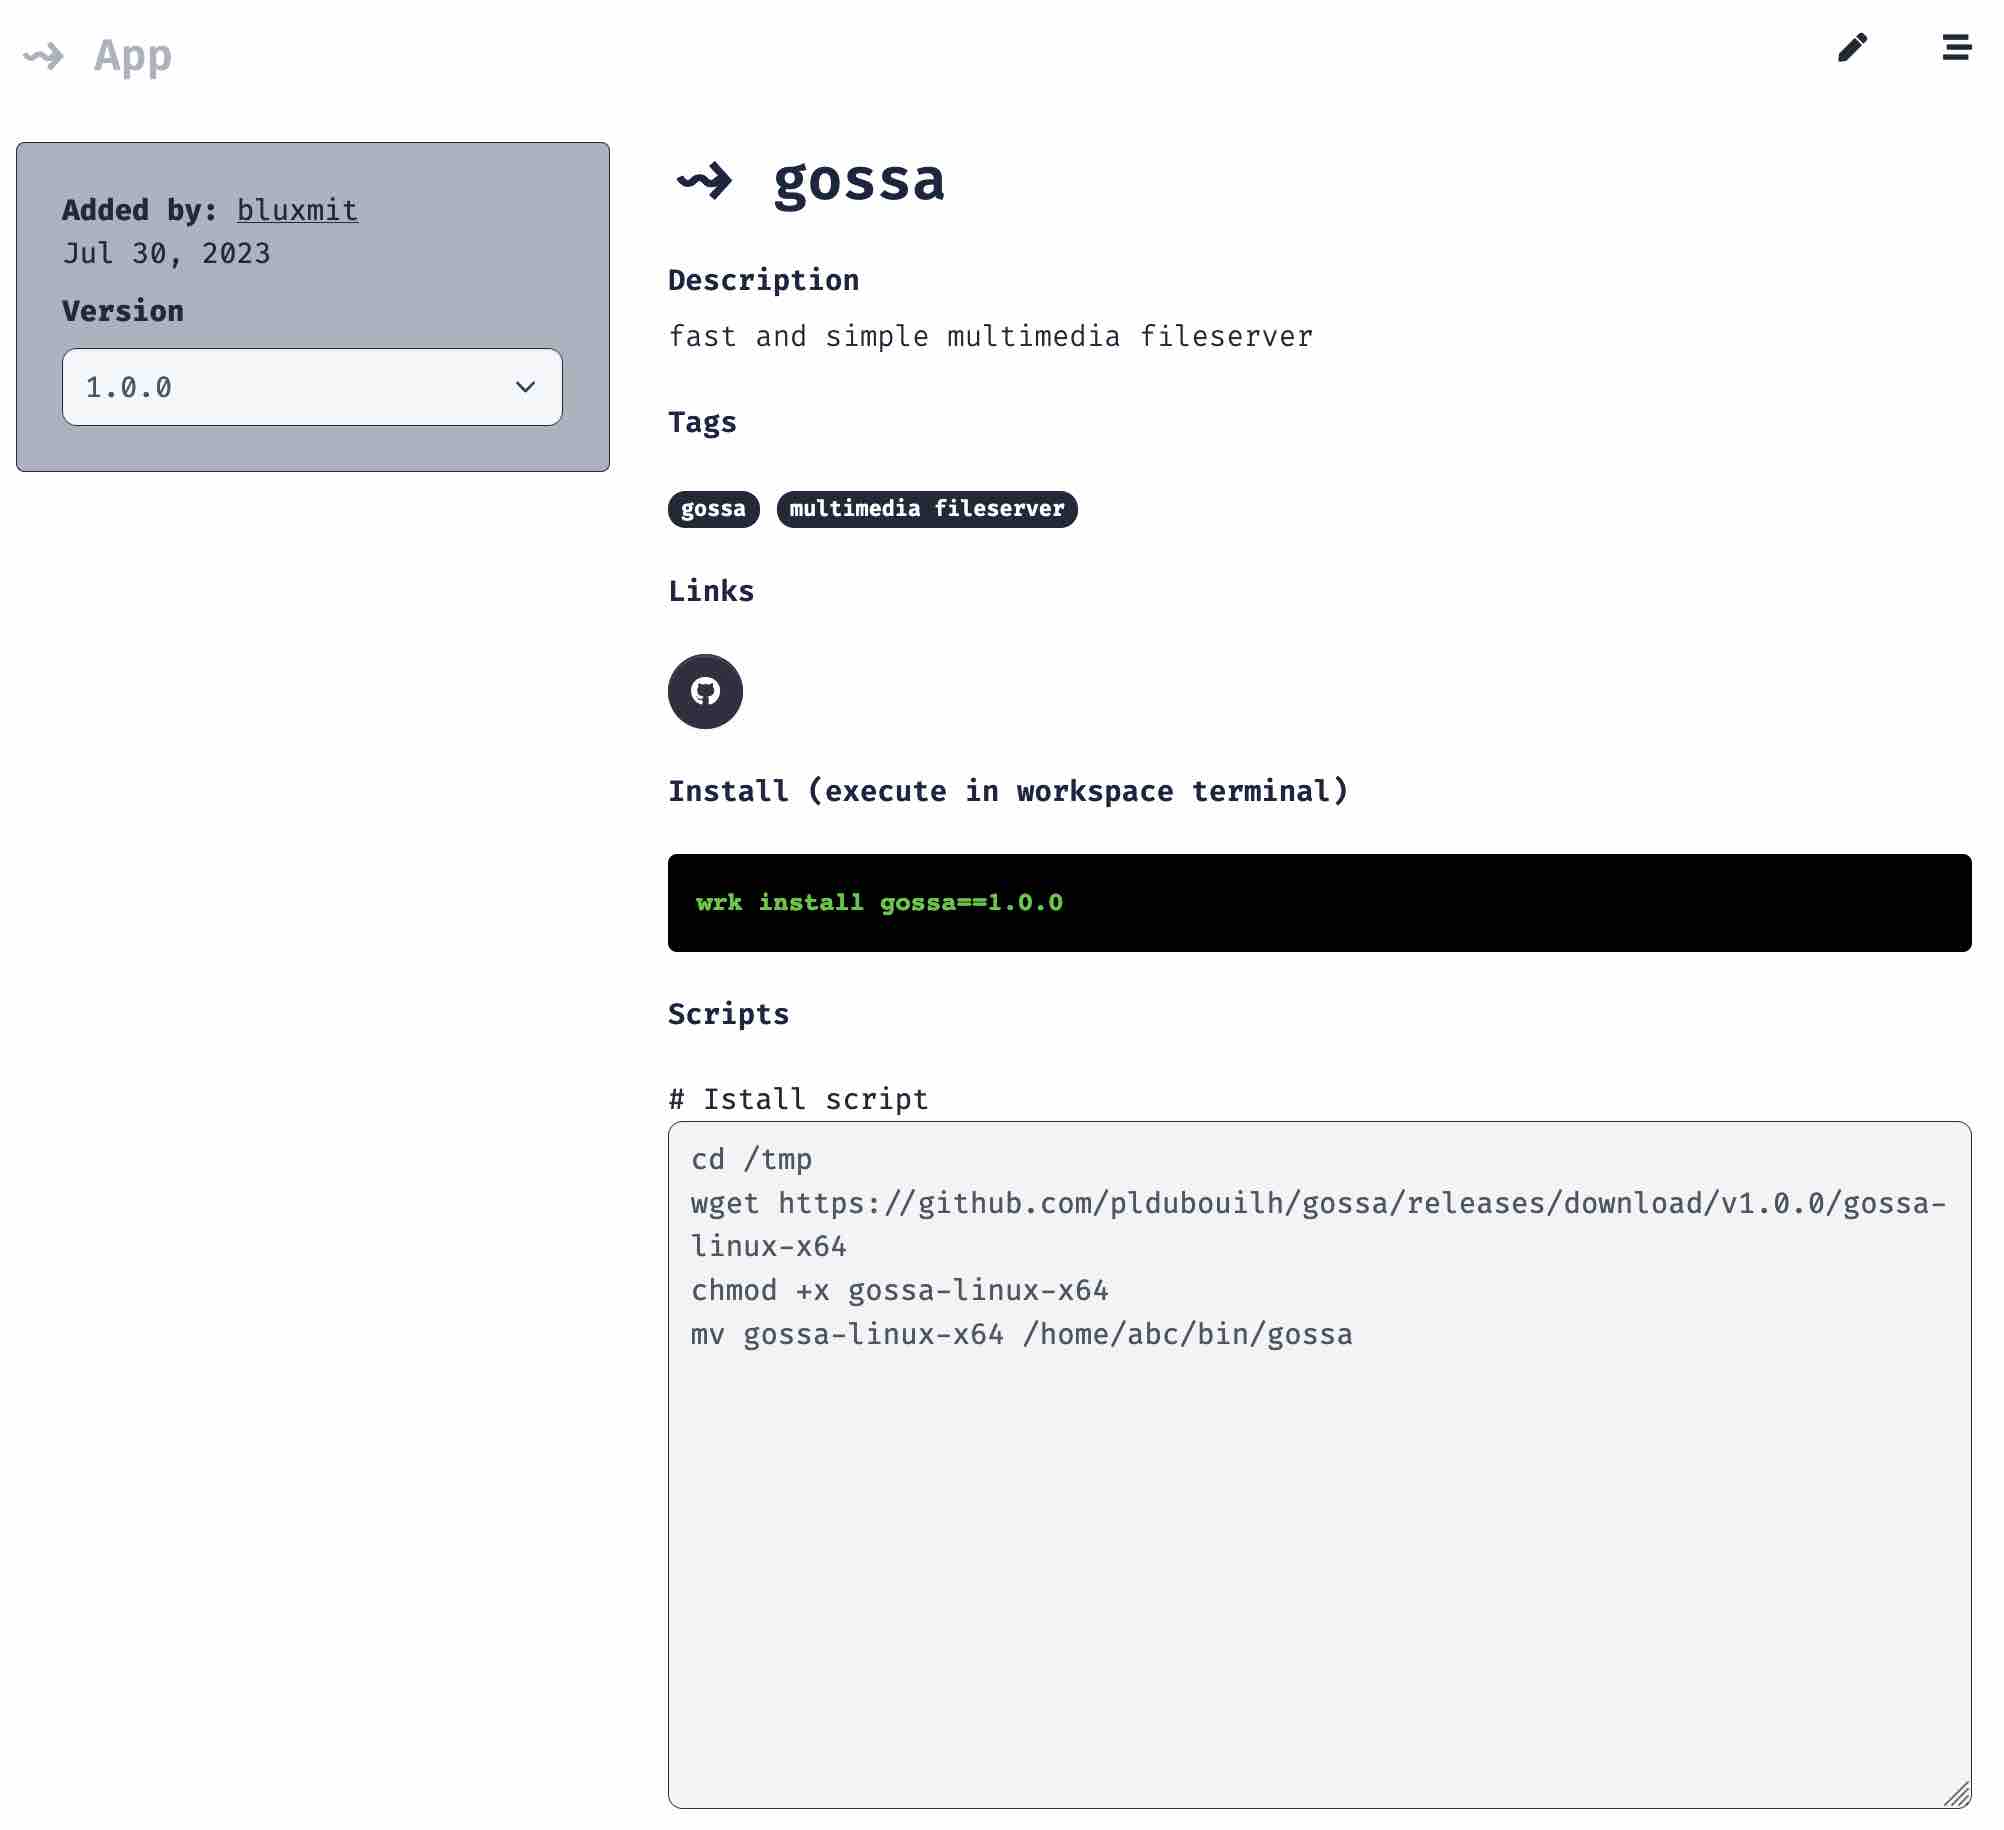 App
Added by: bluxmit
Jul 30, 2023
Version
1.0.0
gossa
Description
fast and simple multimedia fileserver
Tags
gossa multimedia fileserver
Links
Install (execute in workspace terminal)
wrk install gossa==1.0.0
Scripts
# Istall script
cd /tmp
wget https://github.com/pldubouilh/gossa/releases/download/v1.0.0/gossa-
linux-x64
chmod +x gossa-linux-x64
mv gossa-linux-x64 /home/abc/bin/gossa